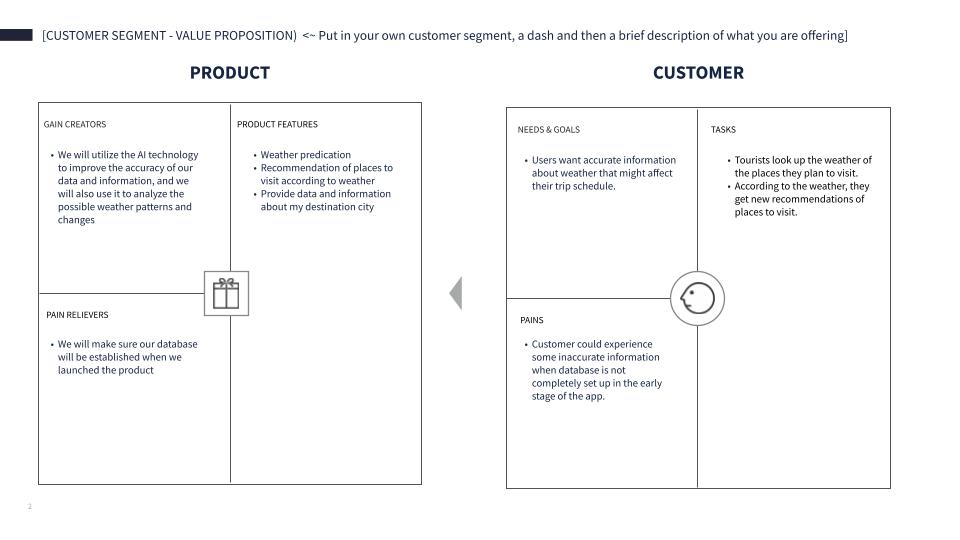 [CUSTOMER SEGMENT - VALUE PROPOSITION) <~ Put in your own customer segment, a dash and then a brief description of what you are offering]
PRODUCT
GAIN CREATORS
• We will utilize the AI technology
to improve the accuracy of our
data and information, and we
will also use it to analyze the
possible weather patterns and
changes
PRODUCT FEATURES
• Weather predication
• Recommendation of places to
visit according to weather
• Provide data and information
about my destination city
PAIN RELIEVERS
• We will make sure our database
will be established when we
launched the product
CUSTOMER
NEEDS & GOALS
• Users want accurate information
about weather that might affect
their trip schedule.
TASKS
• Tourists look up the weather of
the places they plan to visit.
• According to the weather, they
get new recommendations of
places to visit.
PAINS
• Customer could experience
some inaccurate information
when database is not
completely set up in the early
stage of the app.
2